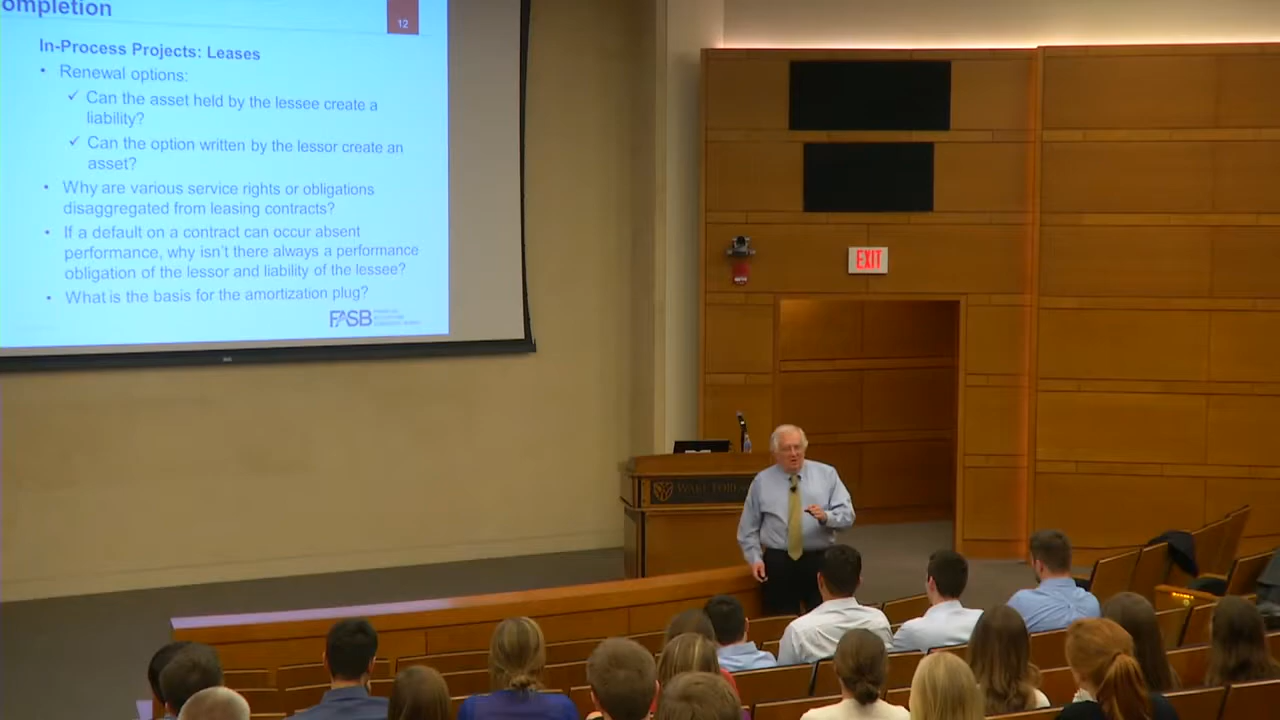 ompletion
12
In-Process Projects: Leases
• Renewal options:
✓ Can the asset held by the lessee create a
liability?
✓ Can the option written by the lessor create an
asset?
• Why are various service rights or obligations
disaggregated from leasing contracts?
• If a default on a contract can occur absent
performance, why isn't there always a performance
obligation of the lessor and liability of the lessee?
• What is the basis for the amortization plug?
FASB
EXIT
WAKE FOREST